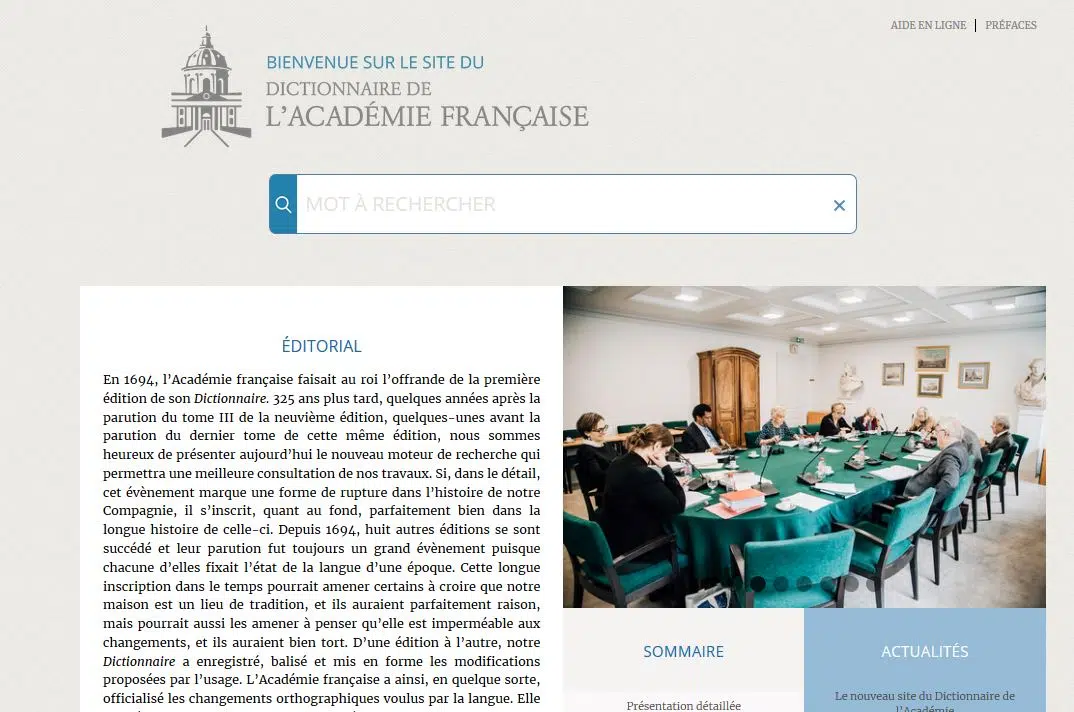 AIDE EN LIGNE | PRÉFACES
BIENVENUE SUR LE SITE DU
DICTIONNAIRE DE
L’ACADÉMIE FRANÇAISE
MOT À RECHERCHER
ÉDITORIAL
En 1694, l’Académie française faisait au roi l’offrande de la première
édition de son Dictionnaire. 325 ans plus tard, quelques années après la
parution du tome III de la neuvième édition, quelques-unes avant la
parution du dernier tome de cette même édition, nous sommes
heureux de présenter aujourd’hui le nouveau moteur de recherche qui
permettra une meilleure consultation de nos travaux. Si, dans le détail,
cet évènement marque une forme de rupture dans l’histoire de notre
Compagnie, il s’inscrit, quant au fond, parfaitement bien dans la
longue histoire de celle-ci. Depuis 1694, huit autres éditions se sont
succédé et leur parution fut toujours un grand évènement puisque
chacune d’elles fixait l’état de la langue d’une époque. Cette longue
inscription dans le temps pourrait amener certains à croire que notre
maison est un lieu de tradition, et ils auraient parfaitement raison,
mais pourrait aussi les amener à penser qu’elle est imperméable aux
changements, et ils auraient bien tort. D’une édition à l’autre, notre
Dictionnaire a enregistré, balisé et mis en forme les modifications
proposées par l’usage. L’Académie française a ainsi, en quelque sorte,
officialisé les changements orthographiques voulus par la langue. Elle
SOMMAIRE
Présentation détaillée
ACTUALITÉS
Le nouveau site du Dictionnaire de
l’Académie